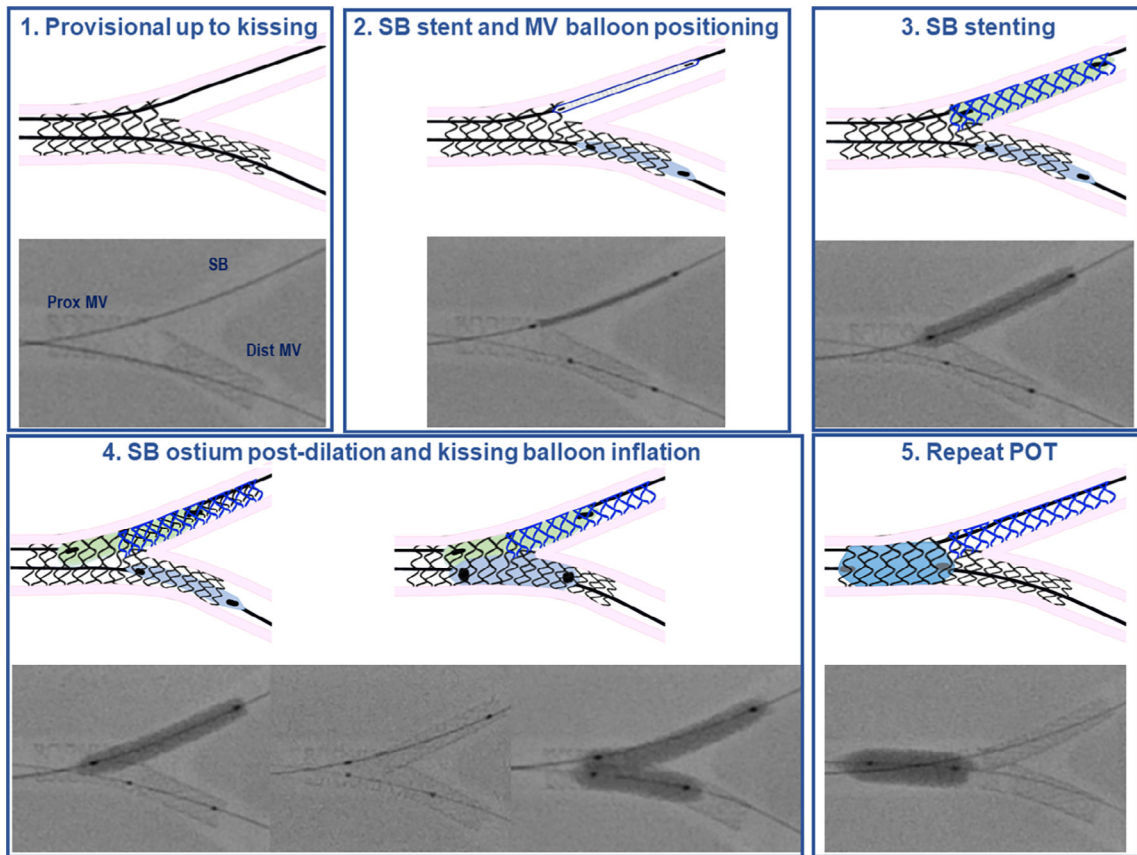 1. Provisional up to kissing
2. SB stent and MV balloon positioning
3. SB stenting
SB
Prox MV
Dist MV
4. SB ostium post-dilation and kissing balloon inflation
5. Repeat POT